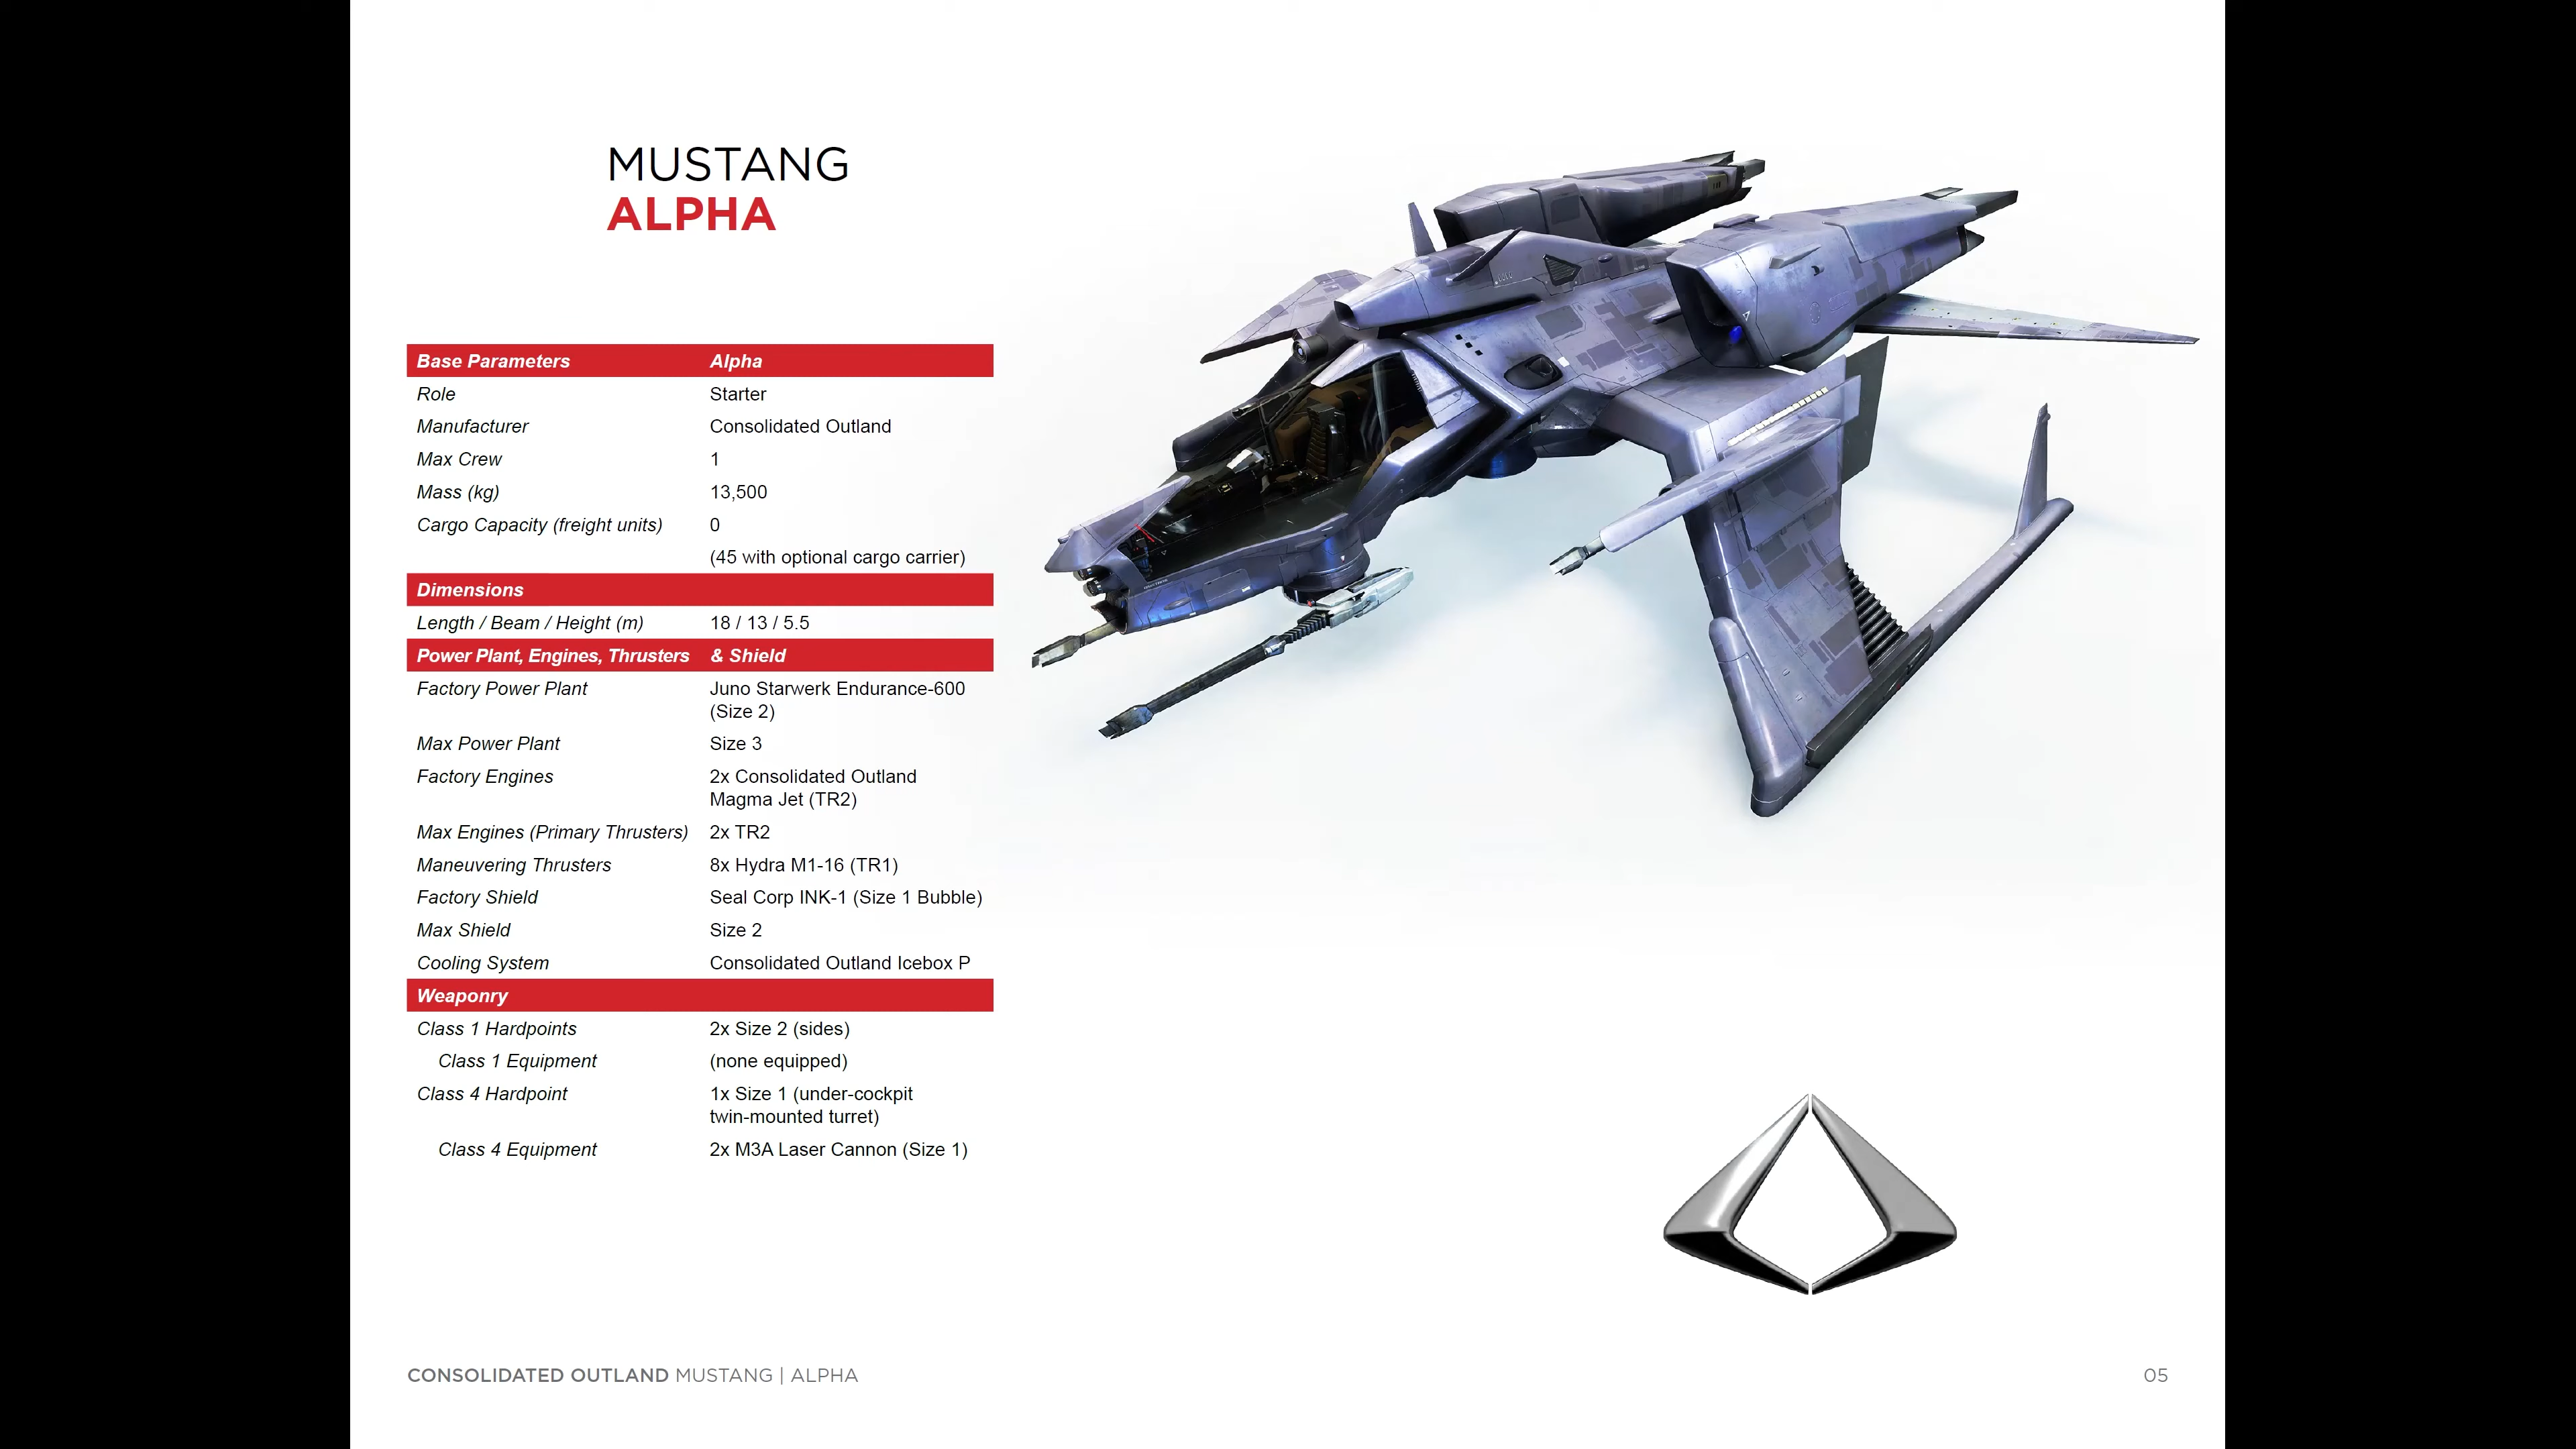 MUSTANG
ALPHA
Base Parameters Alpha
Role Starter
Manufacturer Consolidated Outland
Max Crew 1
Mass (kg) 13,500
Cargo Capacity (freight units) 0
(45 with optional cargo carrier)
Dimensions
Length / Beam / Height (m) 18 / 13 / 5.5
Power Plant, Engines, Thrusters & Shield
Factory Power Plant Juno Starwerk Endurance-600
(Size 2)
Max Power Plant Size 3
Factory Engines 2x Consolidated Outland
Magma Jet (TR2)
Max Engines (Primary Thrusters) 2x TR2
Maneuvering Thrusters 8x Hydra M1-16 (TR1)
Factory Shield Seal Corp INK-1 (Size 1 Bubble)
Max Shield Size 2
Cooling System Consolidated Outland Icebox P
Weaponry
Class 1 Hardpoints 2x Size 2 (sides)
Class 1 Equipment (none equipped)
Class 4 Hardpoint 1x Size 1 (under-cockpit
twin-mounted turret)
Class 4 Equipment 2x M3A Laser Cannon (Size 1)
CONSOLIDATED OUTLAND MUSTANG | ALPHA
05